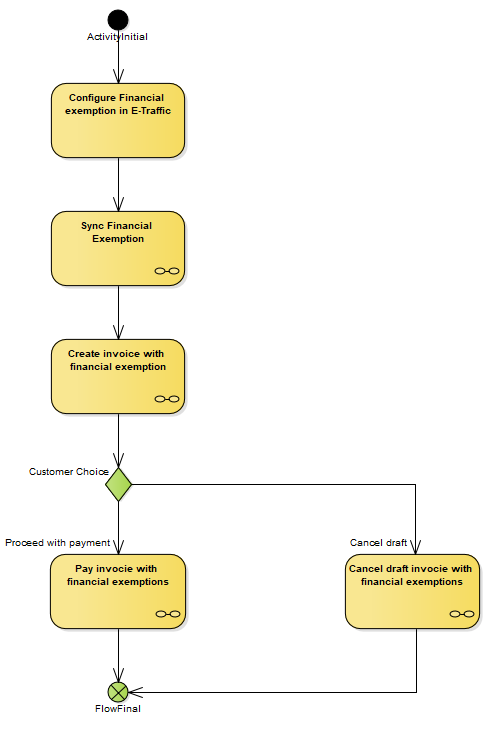 ActivityInitial
Configure Financial
exemption in E-Traffic
Sync Financial
Exemption
Create invoice with
financial exemption
Customer Choice
Proceed with payment
Cancel draft
Pay invocie with
financial exemptions
Cancel draft invocie with
financial exemptions
FlowFinal